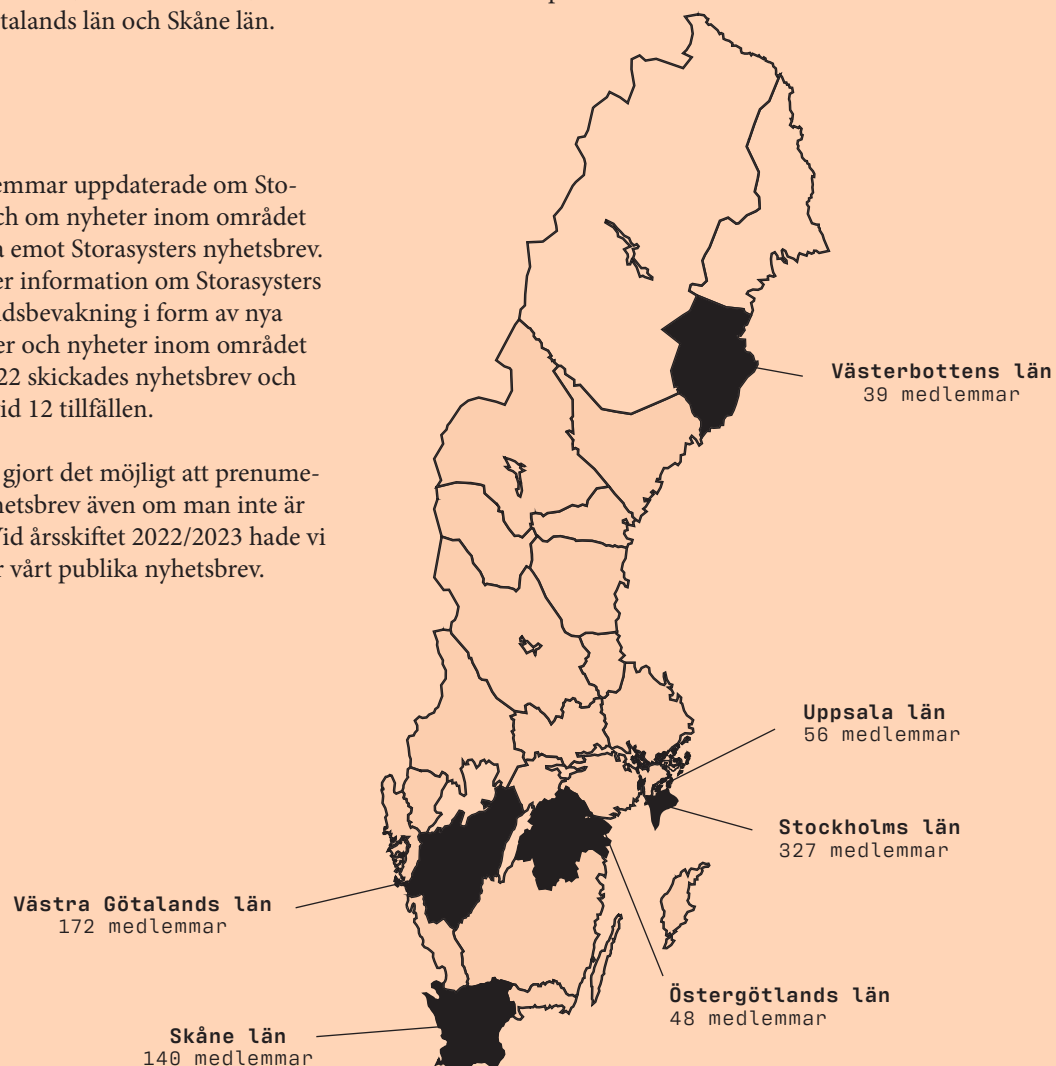 talands län och Skåne län.
emmar uppdaterade om Sto-
ch om nyheter inom området
a emot Storasysters nyhetsbrev.
er information om Storasysters
dsbevakning i form av nya
er och nyheter inom området
22 skickades nyhetsbrev och
id 12 tillfällen.
gjort det möjligt att prenume-
hetsbrev även om man inte är
Vid årsskiftet 2022/2023 hade vi
r vårt publika nyhetsbrev.
Västerbottens län
39 medlemmar
Uppsala län
56 medlemmar
Stockholms län
327 medlemmar
Västra Götalands län
172 medlemmar
Östergötlands län
48 medlemmar
Skåne län
140 medlemmar